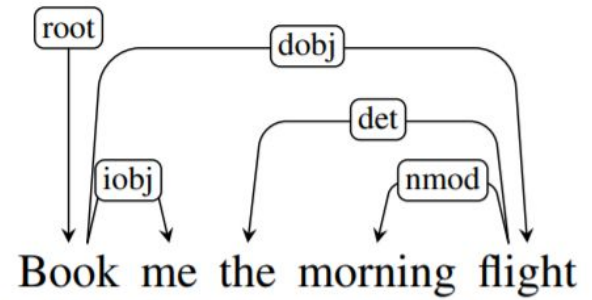 root
dobj
det
iobj
nmod
Book me the morning flight